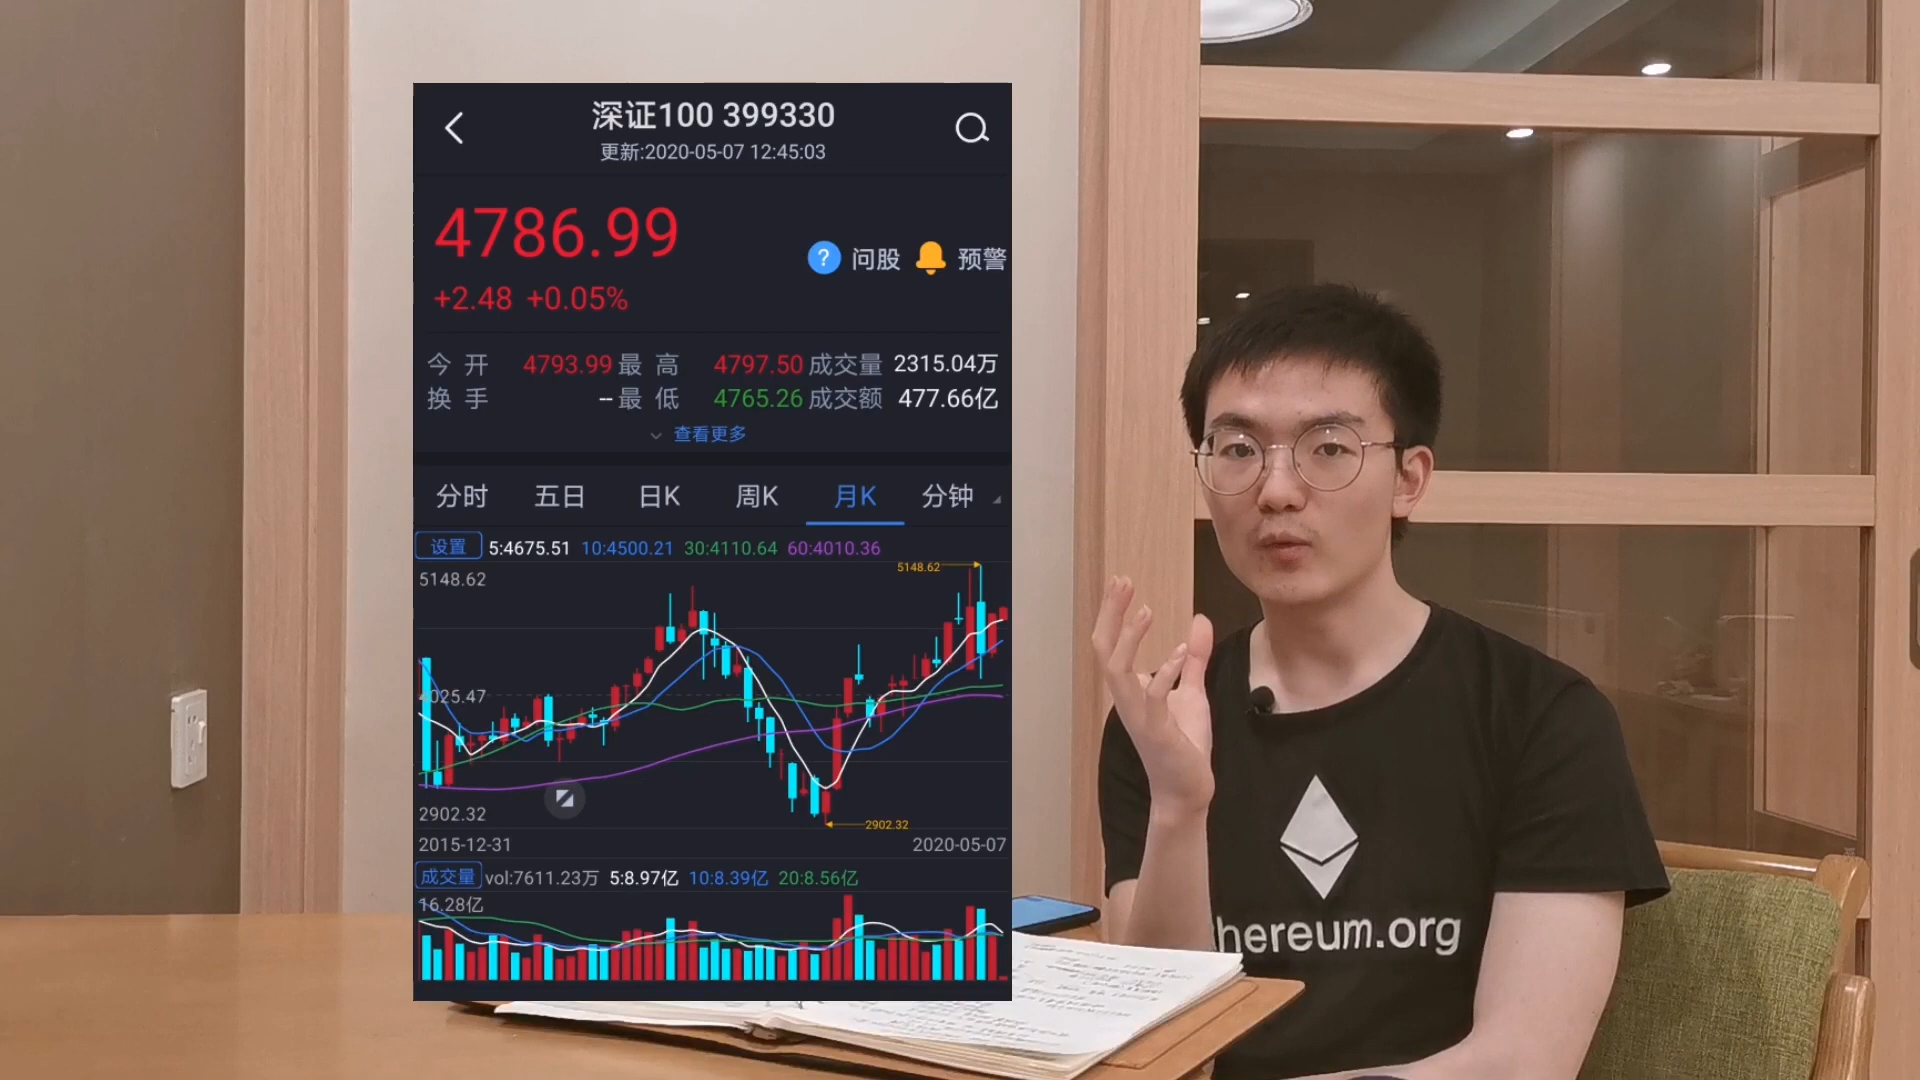 深证100 399330
更新:2020-05-07 12:45:03
4786.99
+2.48 +0.05%
? 问股 预警
今开 4793.99 最高 4797.50 成交量 2315.04万
换手 -- 最低 4765.26 成交额 477.66亿
查看更多
分时 五日 日K 周K 月K 分钟
设置 5:4675.51 10:4500.21 30:4110.64 60:4010.36
5148.62
5148.62
4025.47
2902.32
2902.32
2015-12-31 2020-05-07
成交量 vol:7611.23万 5:8.97亿 10:8.39亿 20:8.56亿
16.28亿
hereum.org